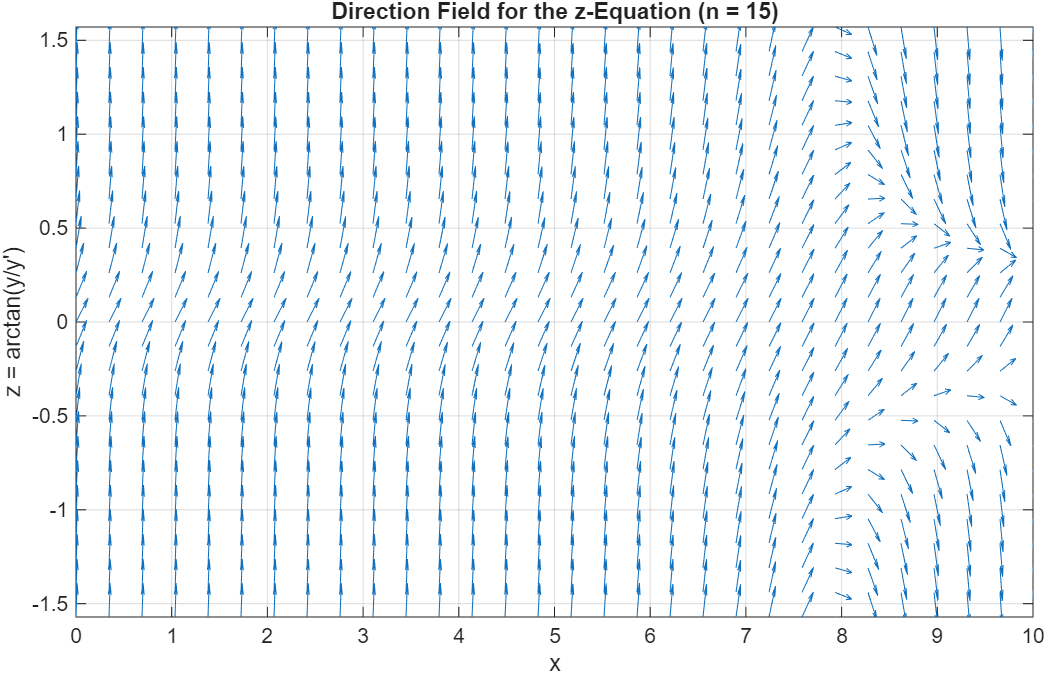 Direction Field for the z-Equation (n = 15)
z = arctan(y/y')
1.5
1
0.5
0
-0.5
-1
-1.5
0 1 2 3 4 5 6 7 8 9 10
x